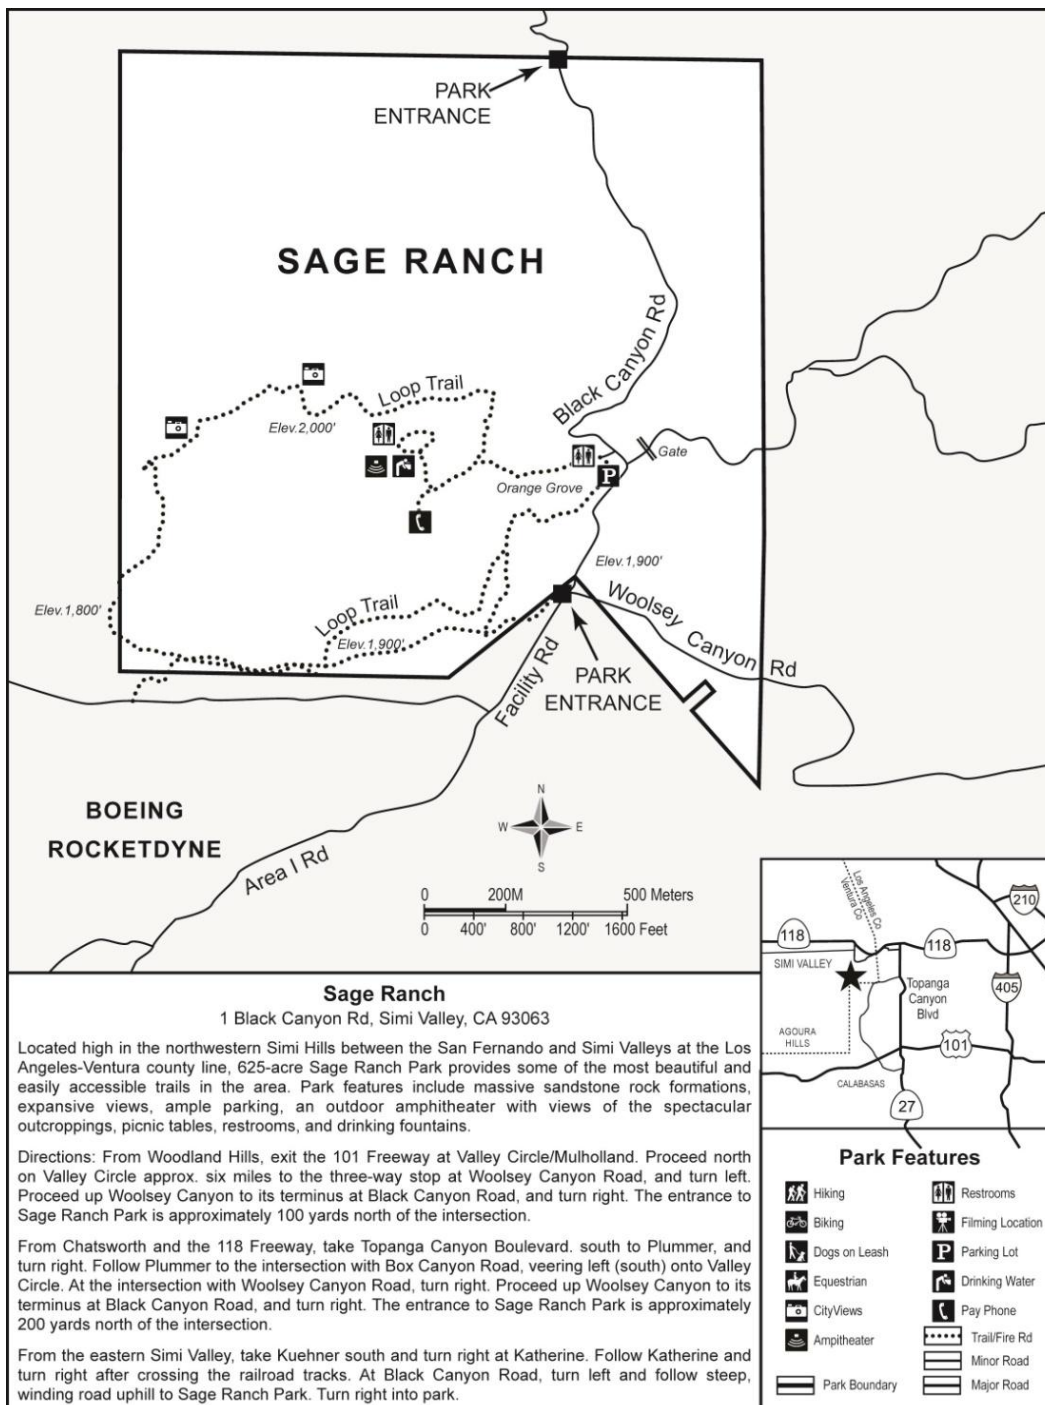 PARK
ENTRANCE
SAGE RANCH
Black Canyon Rd
Loop Trail
Elev.2,000'
Gate
Orange Grove
P
Elev.1,900'
Elev.1,800'
Loop Trail
Elev.1,900'
Woolsey Canyon Rd
Facility Rd
PARK
ENTRANCE
BOEING
ROCKETDYNE
Area I Rd
N
W E
S
0 200M 500 Meters
0 400' 800' 1200' 1600 Feet
Los Angeles Co
Ventura Co
210
118
118
SIMI VALLEY
405
Topanga
Canyon
Blvd
AGOURA
HILLS
101
CALABASAS
27
Sage Ranch
1 Black Canyon Rd, Simi Valley, CA 93063
Located high in the northwestern Simi Hills between the San Fernando and Simi Valleys at the Los
Angeles-Ventura county line, 625-acre Sage Ranch Park provides some of the most beautiful and
easily accessible trails in the area. Park features include massive sandstone rock formations,
expansive views, ample parking, an outdoor amphitheater with views of the spectacular
outcroppings, picnic tables, restrooms, and drinking fountains.
Directions: From Woodland Hills, exit the 101 Freeway at Valley Circle/Mulholland. Proceed north
on Valley Circle approx. six miles to the three-way stop at Woolsey Canyon Road, and turn left.
Proceed up Woolsey Canyon to its terminus at Black Canyon Road, and turn right. The entrance to
Sage Ranch Park is approximately 100 yards north of the intersection.
From Chatsworth and the 118 Freeway, take Topanga Canyon Boulevard. south to Plummer, and
turn right. Follow Plummer to the intersection with Box Canyon Road, veering left (south) onto Valley
Circle. At the intersection with Woolsey Canyon Road, turn right. Proceed up Woolsey Canyon to its
terminus at Black Canyon Road, and turn right. The entrance to Sage Ranch Park is approximately
200 yards north of the intersection.
From the eastern Simi Valley, take Kuehner south and turn right at Katherine. Follow Katherine and
turn right after crossing the railroad tracks. At Black Canyon Road, turn left and follow steep,
winding road uphill to Sage Ranch Park. Turn right into park.
Park Features
Hiking
Biking
Dogs on Leash
Equestrian
CityViews
Ampitheater
Park Boundary
Restrooms
Filming Location
P Parking Lot
Drinking Water
Pay Phone
Trail/Fire Rd
Minor Road
Major Road